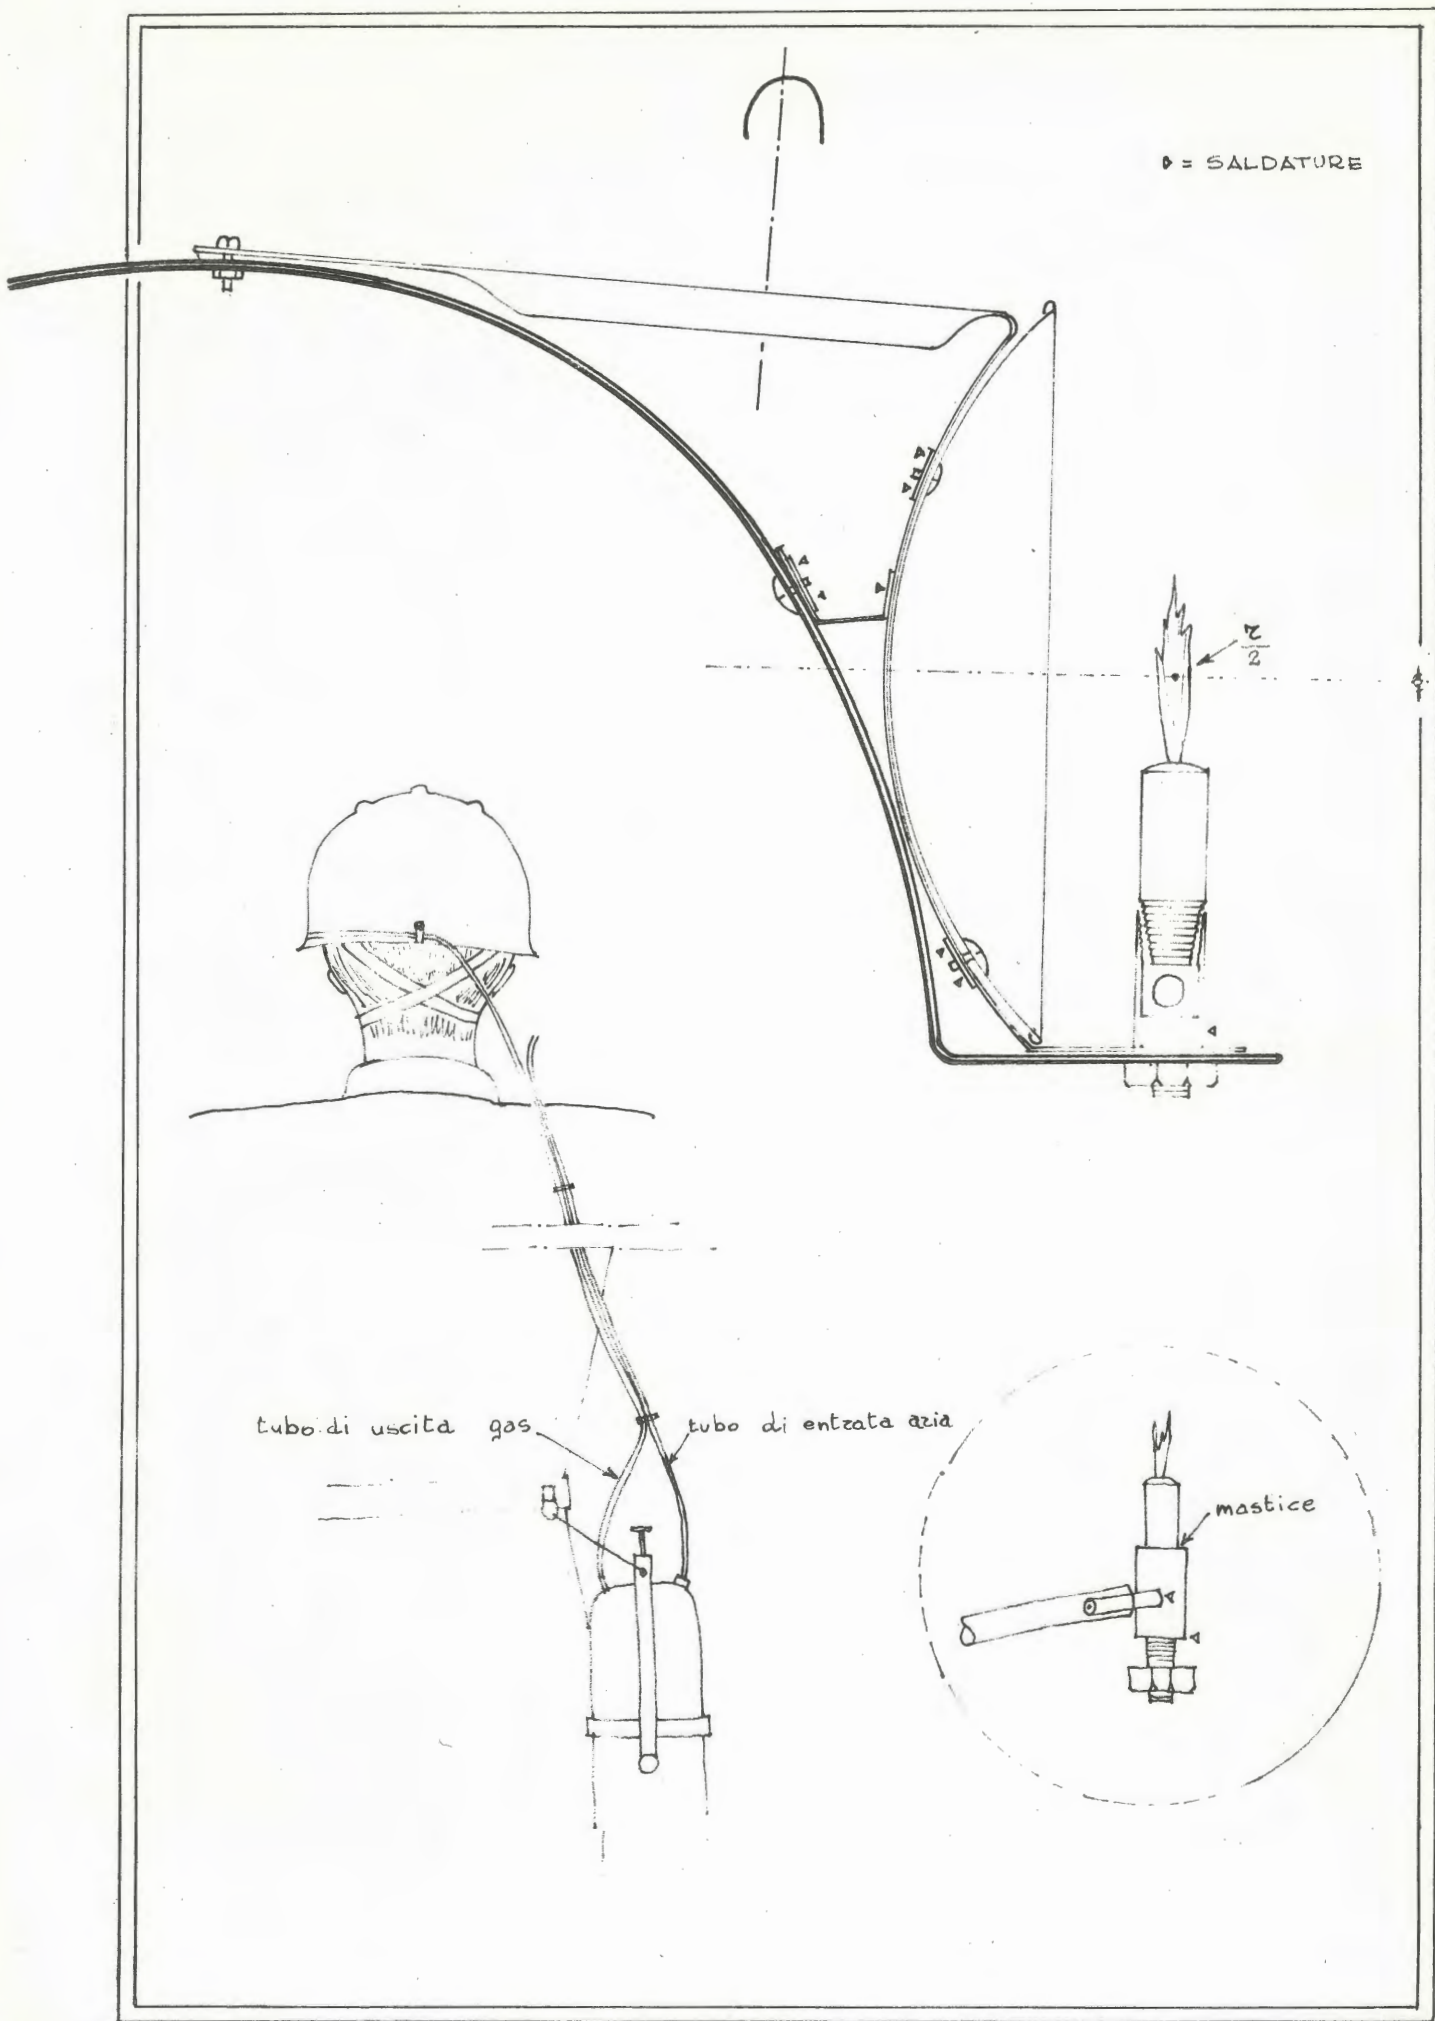 ▷ = SALDATURE
r/2
tubo di uscita gas
tubo di entrata aria
mastice